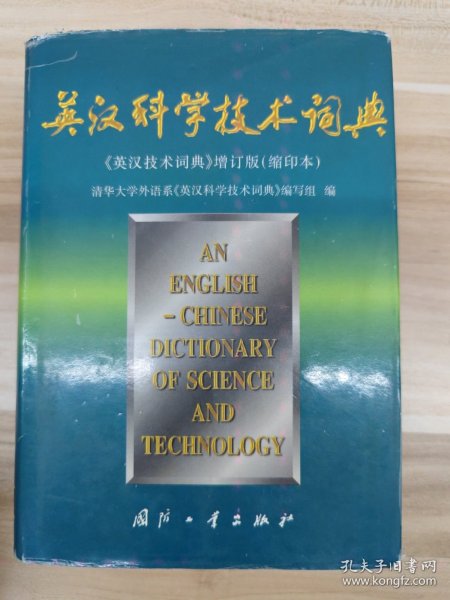 英汉科学技术词典
《英汉技术词典》增订版(缩印本)
清华大学外语系《英汉科学技术词典》编写组 编
AN
ENGLISH
- CHINESE
DICTIONARY
OF SCIENCE
AND
TECHNOLOGY
国防工业出版社
孔夫子旧书网
www.kongfz.com